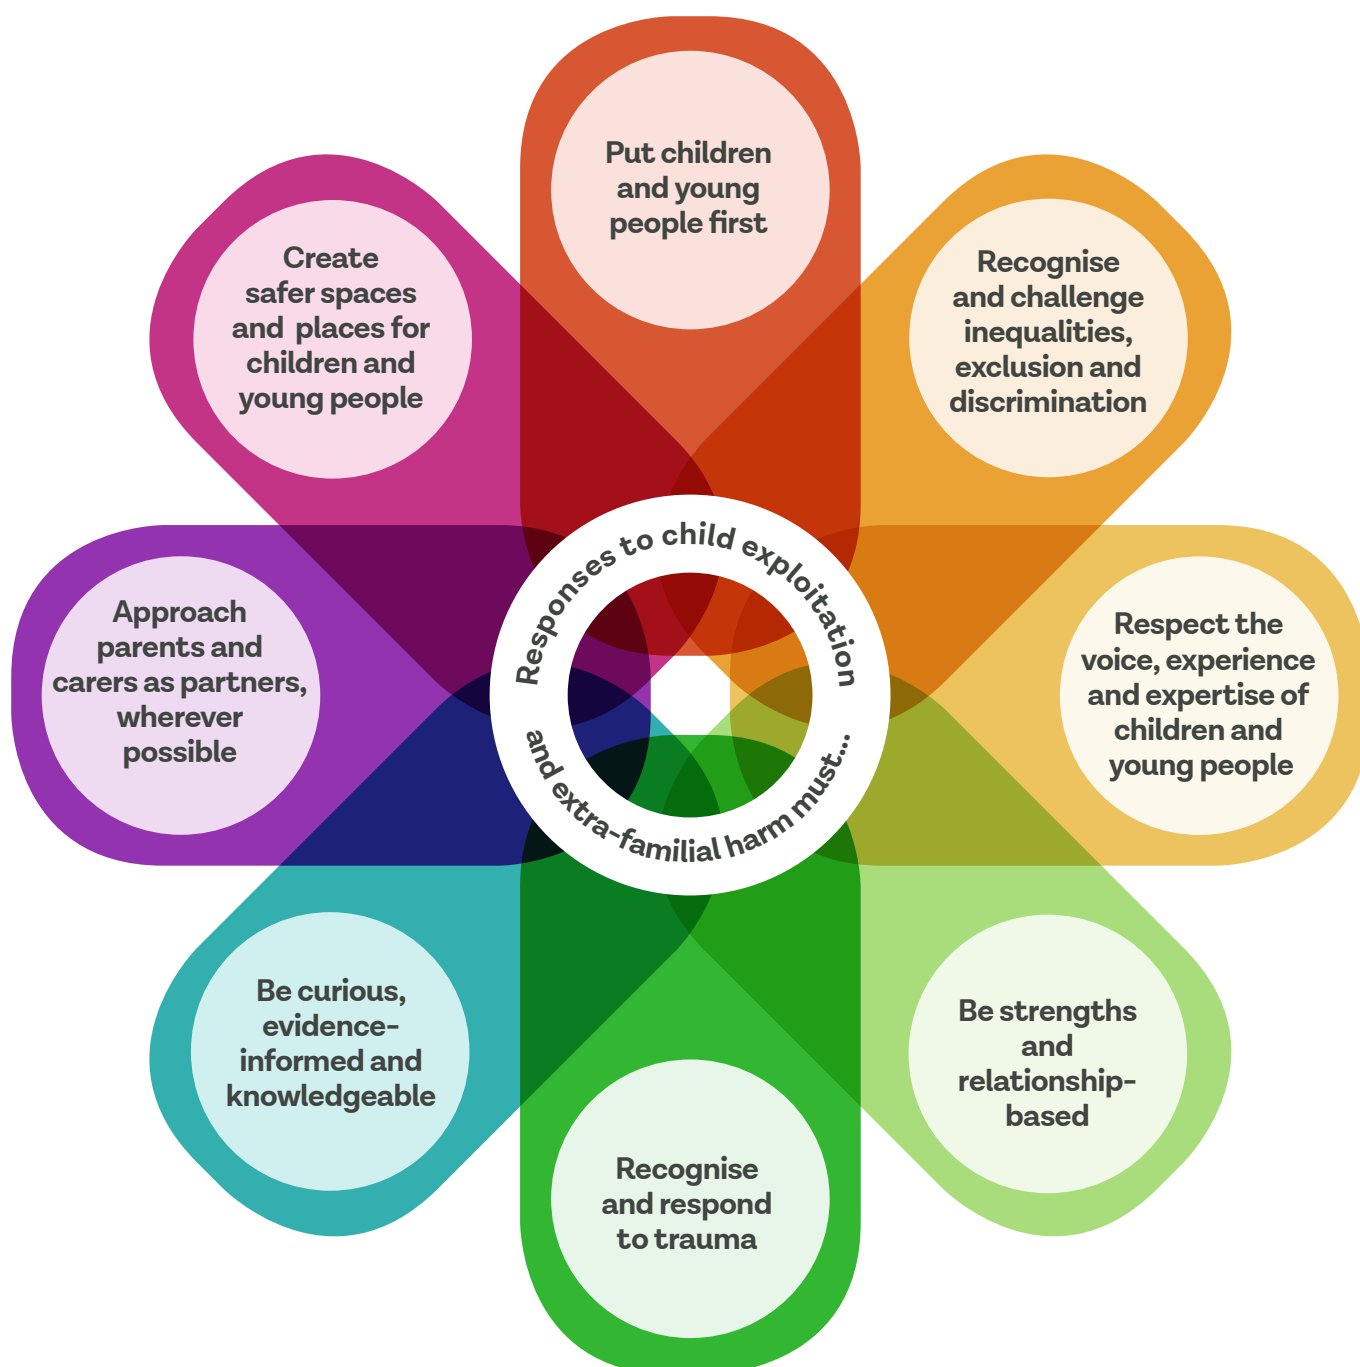 Put children
and young
people first
Recognise
and challenge
inequalities,
exclusion and
discrimination
Respect the
voice, experience
and expertise of
children and
young people
Be strengths
and
relationship-
based
Recognise
and respond
to trauma
Be curious,
evidence-
informed and
knowledgeable
Approach
parents and
carers as partners,
wherever
possible
Create
safer spaces
and places for
children and
young people
Responses to child exploitation
and extra-familial harm must...